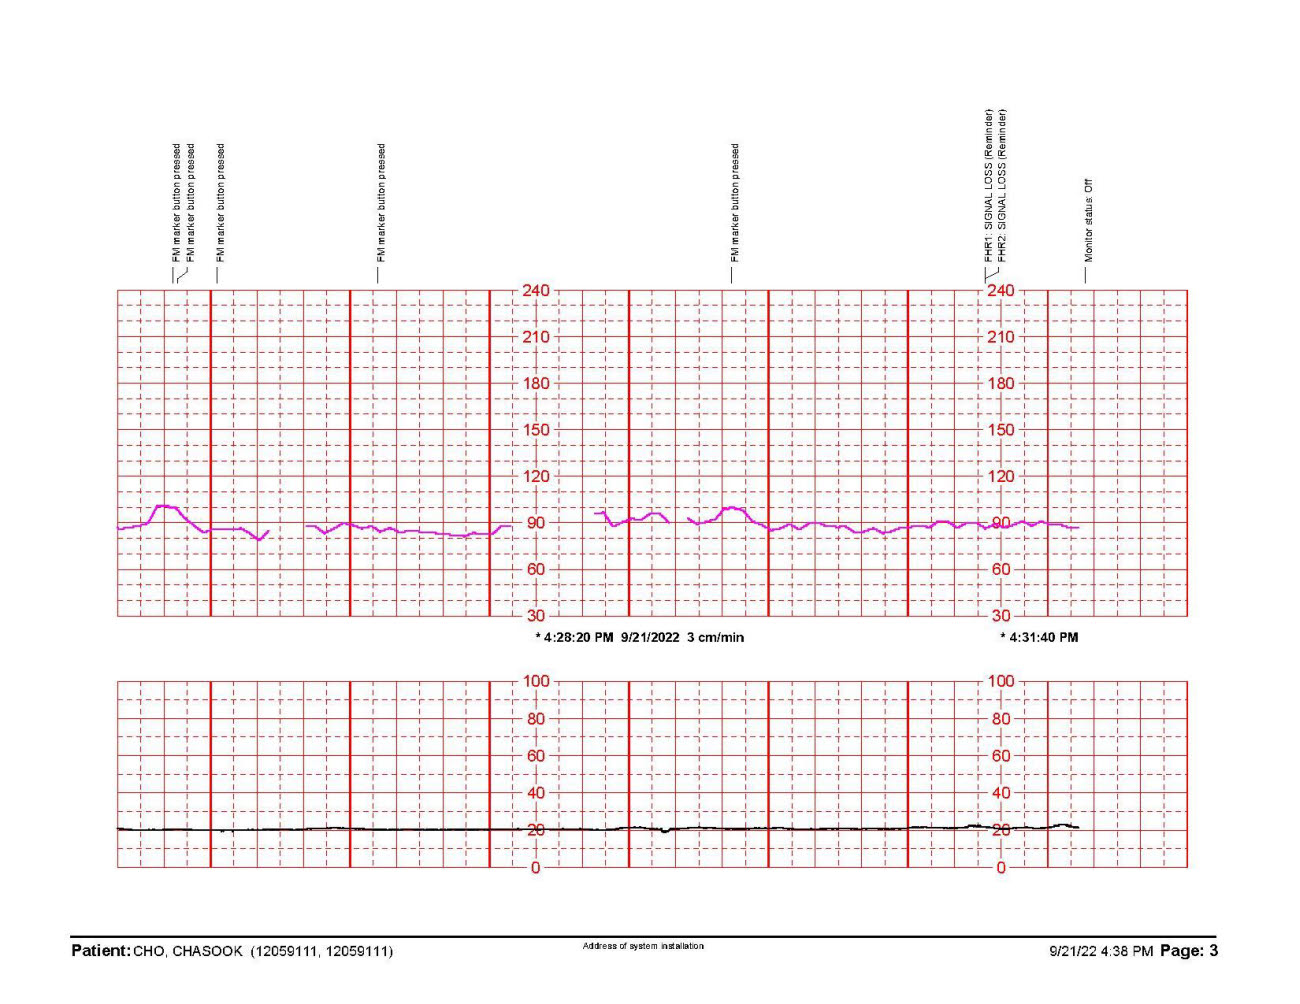 FM marker button pressed
FM marker button pressed
FM marker button pressed
FM marker button pressed
FM marker button pressed
FHR1: SIGNAL LOSS (Reminder)
FHR2: SIGNAL LOSS (Reminder)
Monitor status: Off
240 240
210 210
180 180
150 150
120 120
90 90
60 60
30 30
* 4:28:20 PM 9/21/2022 3 cm/min * 4:31:40 PM
100 100
80 80
60 60
40 40
20 20
0 0
Patient: CHO, CHASOOK (12059111, 12059111) Address of system installation 9/21/22 4:38 PM Page: 3